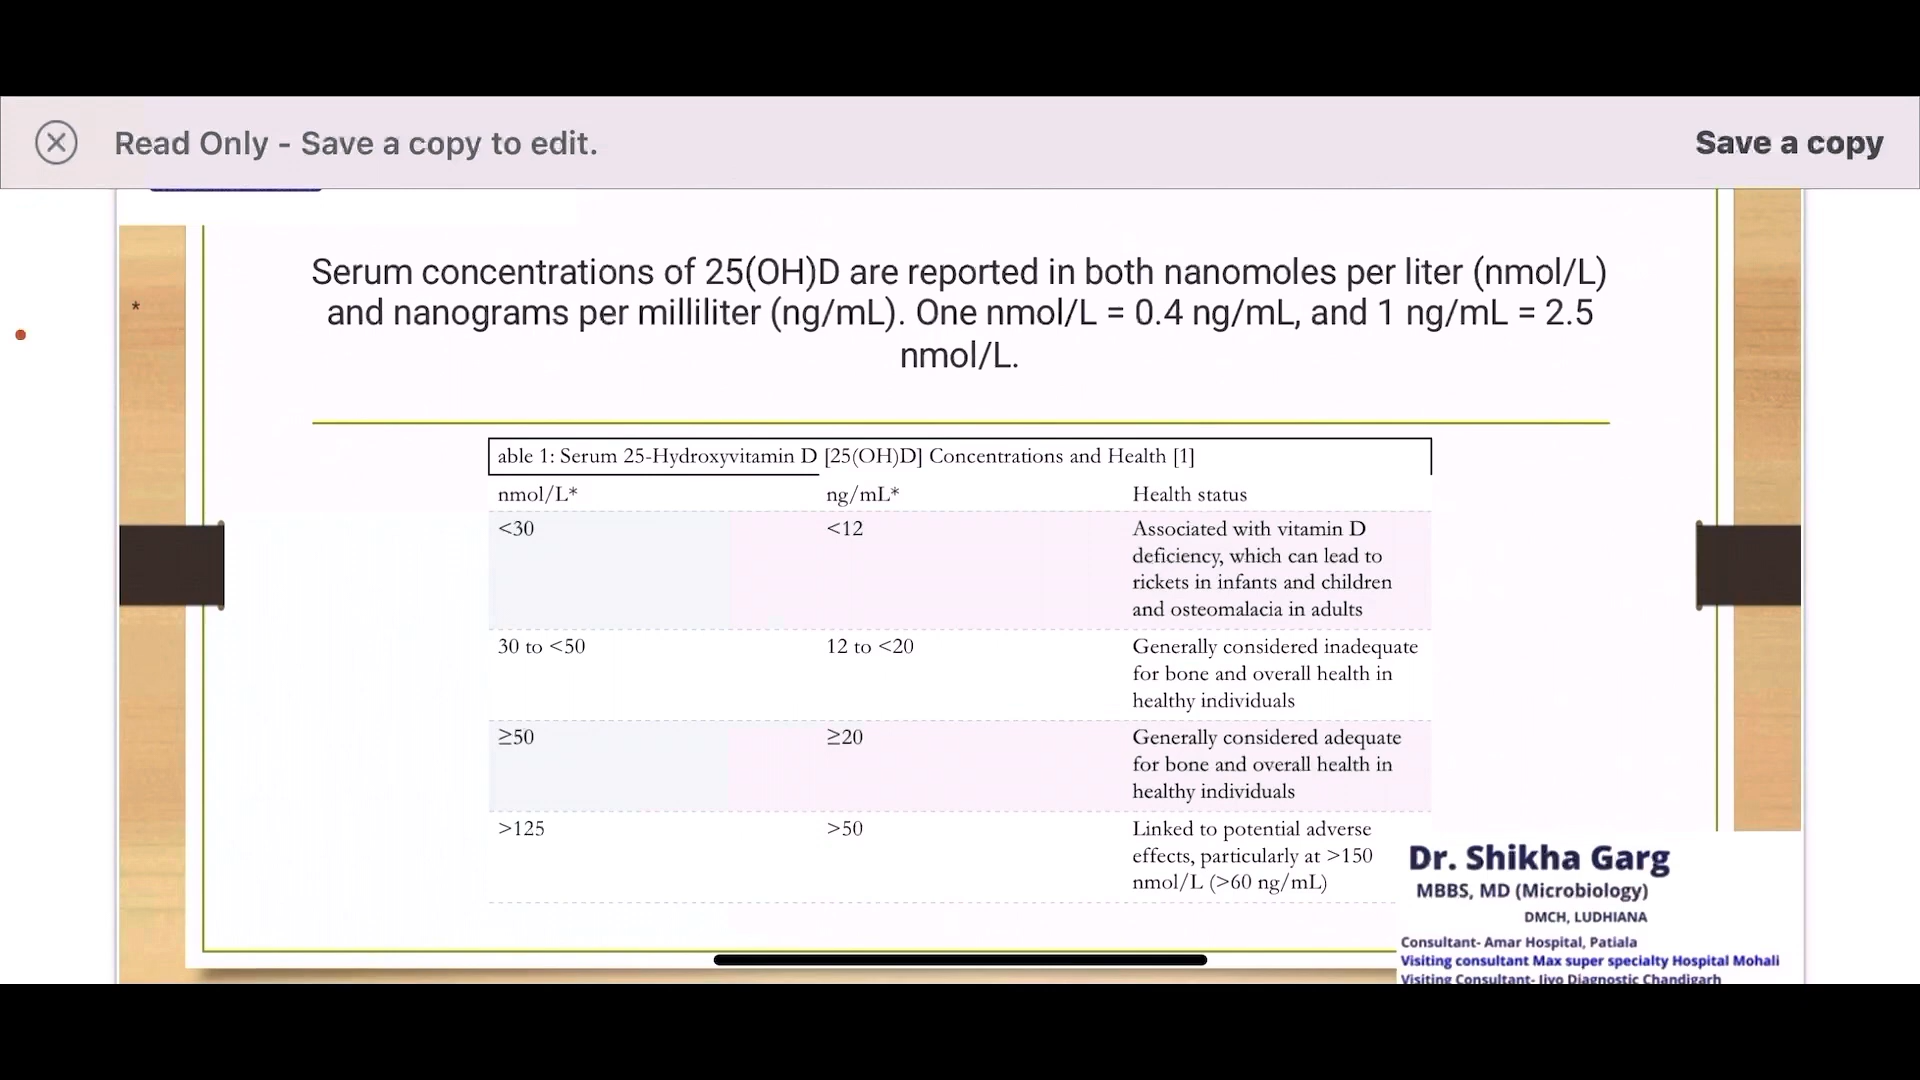 Read Only - Save a copy to edit.
Save a copy
*
Serum concentrations of 25(OH)D are reported in both nanomoles per liter (nmol/L)
and nanograms per milliliter (ng/mL). One nmol/L = 0.4 ng/mL, and 1 ng/mL = 2.5
nmol/L.
able 1: Serum 25-Hydroxyvitamin D [25(OH)D] Concentrations and Health [1]
nmol/L* ng/mL* Health status
<30 <12 Associated with vitamin D
deficiency, which can lead to
rickets in infants and children
and osteomalacia in adults
30 to <50 12 to <20 Generally considered inadequate
for bone and overall health in
healthy individuals
≥50 ≥20 Generally considered adequate
for bone and overall health in
healthy individuals
>125 >50 Linked to potential adverse
effects, particularly at >150
nmol/L (>60 ng/mL)
Dr. Shikha Garg
MBBS, MD (Microbiology)
DMCH, LUDHIANA
Consultant- Amar Hospital, Patiala
Visiting consultant Max super specialty Hospital Mohali
Visiting Consultant- Jivo Diagnostic Chandigarh